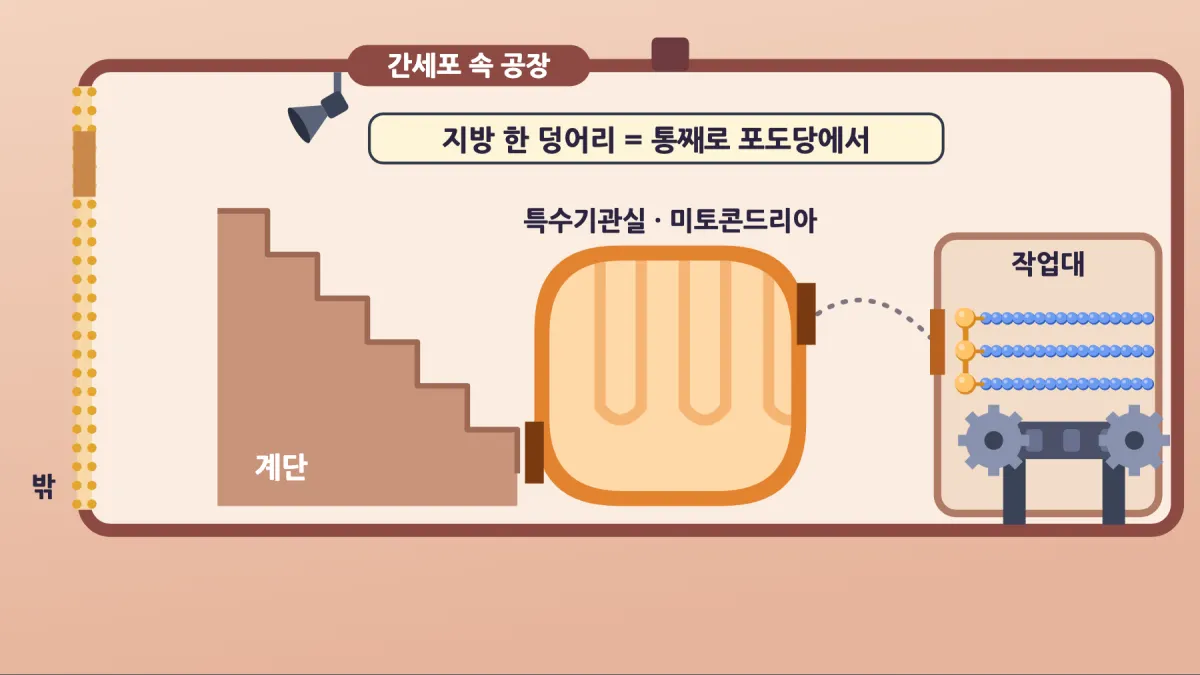 간세포 속 공장
지방 한 덩어리 = 통째로 포도당에서
특수기관실 · 미토콘드리아
작업대
계단
밖